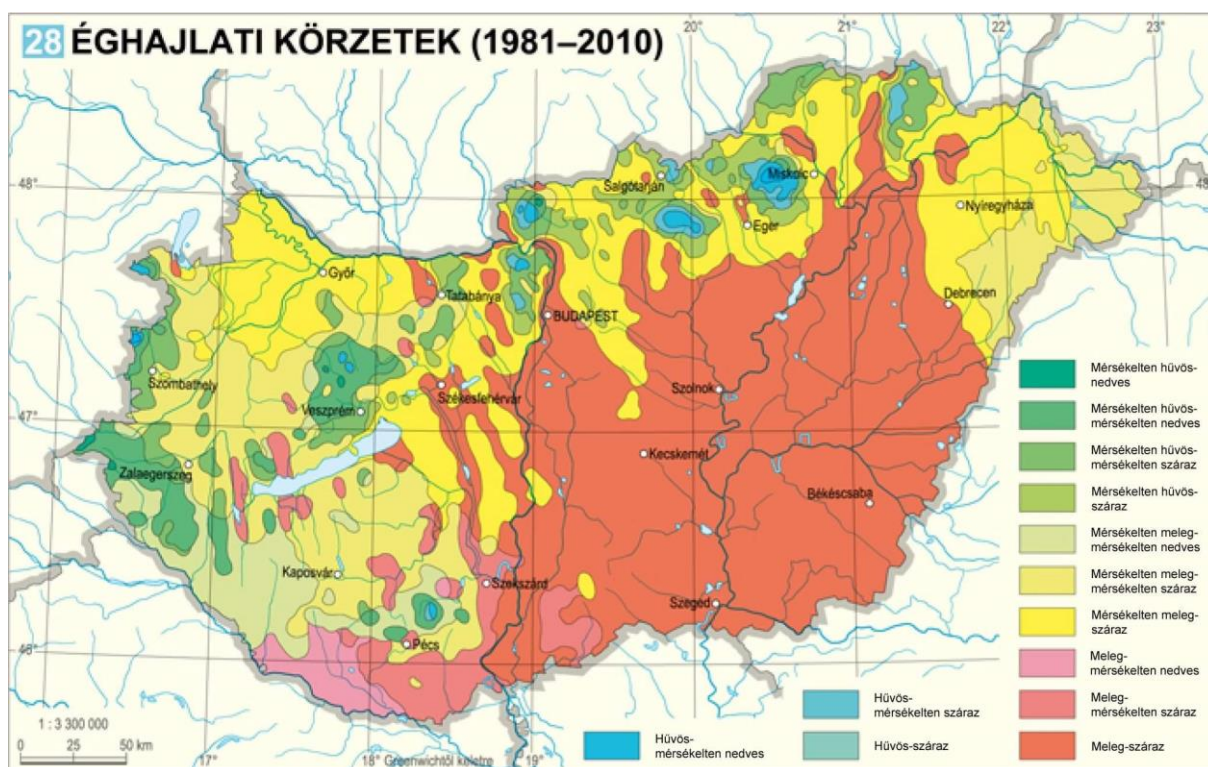 28 ÉGHAJLATI KÖRZETEK (1981–2010)
20°
21°
22°
23°
48°
48
Salgótarján
Miskolc
Nyíregyháza
Eger
Győr
Tatabánya
Debrecen
BUDAPEST
Szombathely
Székesfehérvár
Szolnok
47°
Veszprém
Zalaegerszeg
Kecskemét
Békéscsaba
Kaposvár
Szekszárd
Szeged
Pécs
1 : 3 300 000
0 25 50 km
17°
18° Greenwichtől keletre
19°
Mérsékelten hűvös-
nedves
Mérsékelten hűvös-
mérsékelten nedves
Mérsékelten hűvös-
mérsékelten száraz
Mérsékelten hűvös-
száraz
Mérsékelten meleg-
mérsékelten nedves
Mérsékelten meleg-
mérsékelten száraz
Mérsékelten meleg-
száraz
Meleg-
mérsékelten nedves
Meleg-
mérsékelten száraz
Meleg-száraz
Hűvös-
mérsékelten száraz
Hűvös-száraz
Hűvös-
mérsékelten nedves